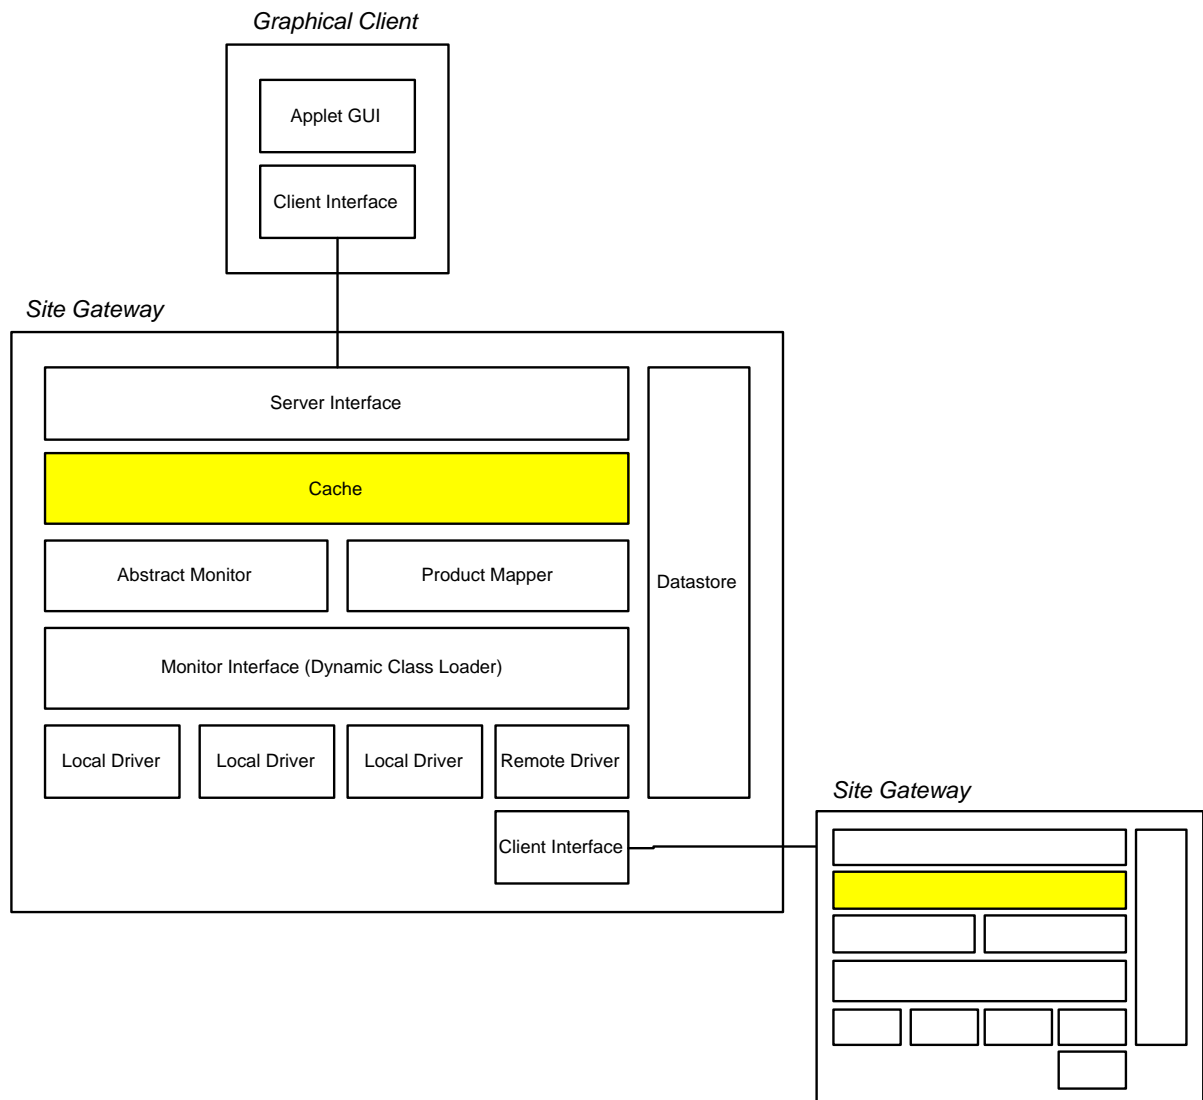 Graphical Client
Applet GUI
Client Interface
Site Gateway
Server Interface
Cache
Abstract Monitor
Product Mapper
Datastore
Monitor Interface (Dynamic Class Loader)
Local Driver
Local Driver
Local Driver
Remote Driver
Client Interface
Site Gateway